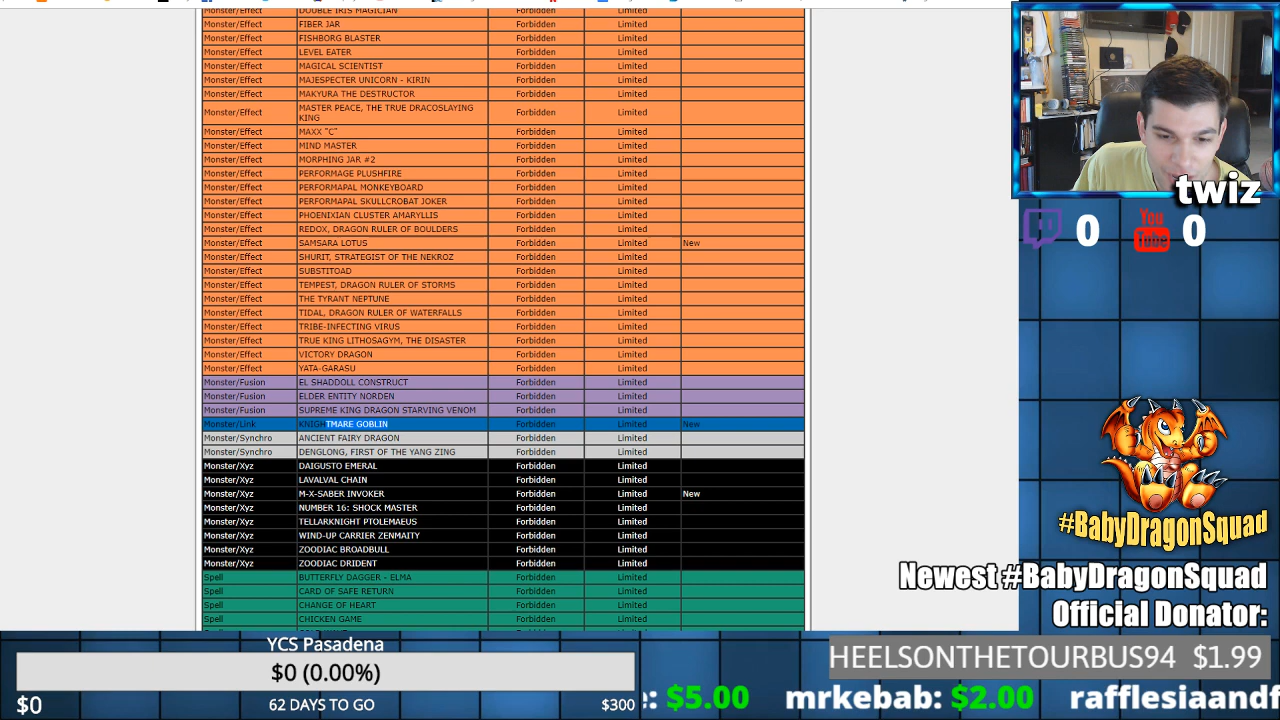 Monster/Effect DOUBLE IRIS MAGICIAN Forbidden Limited
Monster/Effect FIBER JAR Forbidden Limited
Monster/Effect FISHBORG BLASTER Forbidden Limited
Monster/Effect LEVEL EATER Forbidden Limited
Monster/Effect MAGICAL SCIENTIST Forbidden Limited
Monster/Effect MAJESPECTER UNICORN - KIRIN Forbidden Limited
Monster/Effect MAKYURA THE DESTRUCTOR Forbidden Limited
Monster/Effect MASTER PEACE, THE TRUE DRACOSLAYING Forbidden Limited
KING
Monster/Effect MAXX "C" Forbidden Limited
Monster/Effect MIND MASTER Forbidden Limited
Monster/Effect MORPHING JAR #2 Forbidden Limited
Monster/Effect PERFORMAGE PLUSHFIRE Forbidden Limited
Monster/Effect PERFORMAPAL MONKEYBOARD Forbidden Limited
Monster/Effect PERFORMAPAL SKULLCROBAT JOKER Forbidden Limited
Monster/Effect PHOENIXIAN CLUSTER AMARYLLIS Forbidden Limited
Monster/Effect REDOX, DRAGON RULER OF BOULDERS Forbidden Limited
Monster/Effect SAMSARA LOTUS Forbidden Limited New
Monster/Effect SHURIT, STRATEGIST OF THE NEKROZ Forbidden Limited
Monster/Effect SUBSTITOAD Forbidden Limited
Monster/Effect TEMPEST, DRAGON RULER OF STORMS Forbidden Limited
Monster/Effect THE TYRANT NEPTUNE Forbidden Limited
Monster/Effect TIDAL, DRAGON RULER OF WATERFALLS Forbidden Limited
Monster/Effect TRIBE-INFECTING VIRUS Forbidden Limited
Monster/Effect TRUE KING LITHOSAGYM, THE DISASTER Forbidden Limited
Monster/Effect VICTORY DRAGON Forbidden Limited
Monster/Effect YATA-GARASU Forbidden Limited
Monster/Fusion EL SHADDOLL CONSTRUCT Forbidden Limited
Monster/Fusion ELDER ENTITY NORDEN Forbidden Limited
Monster/Fusion SUPREME KING DRAGON STARVING VENOM Forbidden Limited
Monster/Link KNIGHTMARE GOBLIN Forbidden Limited New
Monster/Synchro ANCIENT FAIRY DRAGON Forbidden Limited
Monster/Synchro DENGLONG, FIRST OF THE YANG ZING Forbidden Limited
Monster/Xyz DAIGUSTO EMERAL Forbidden Limited
Monster/Xyz LAVALVAL CHAIN Forbidden Limited
Monster/Xyz M-X-SABER INVOKER Forbidden Limited New
Monster/Xyz NUMBER 16: SHOCK MASTER Forbidden Limited
Monster/Xyz TELLARKNIGHT PTOLEMAEUS Forbidden Limited
Monster/Xyz WIND-UP CARRIER ZENMAITY Forbidden Limited
Monster/Xyz ZOODIAC BROADBULL Forbidden Limited
Monster/Xyz ZOODIAC DRIDENT Forbidden Limited
Spell BUTTERFLY DAGGER - ELMA Forbidden Limited
Spell CARD OF SAFE RETURN Forbidden Limited
Spell CHANGE OF HEART Forbidden Limited
Spell CHICKEN GAME Forbidden Limited
twiz
0 You Tube 0
#BabyDragonSquad
Newest #BabyDragonSquad
Official Donator:
HEELSONTHETOURBUS94 $1.99
YCS Pasadena
$0 (0.00%)
$0 62 DAYS TO GO $300
: $5.00 mrkebab: $2.00 rafflesiaandf